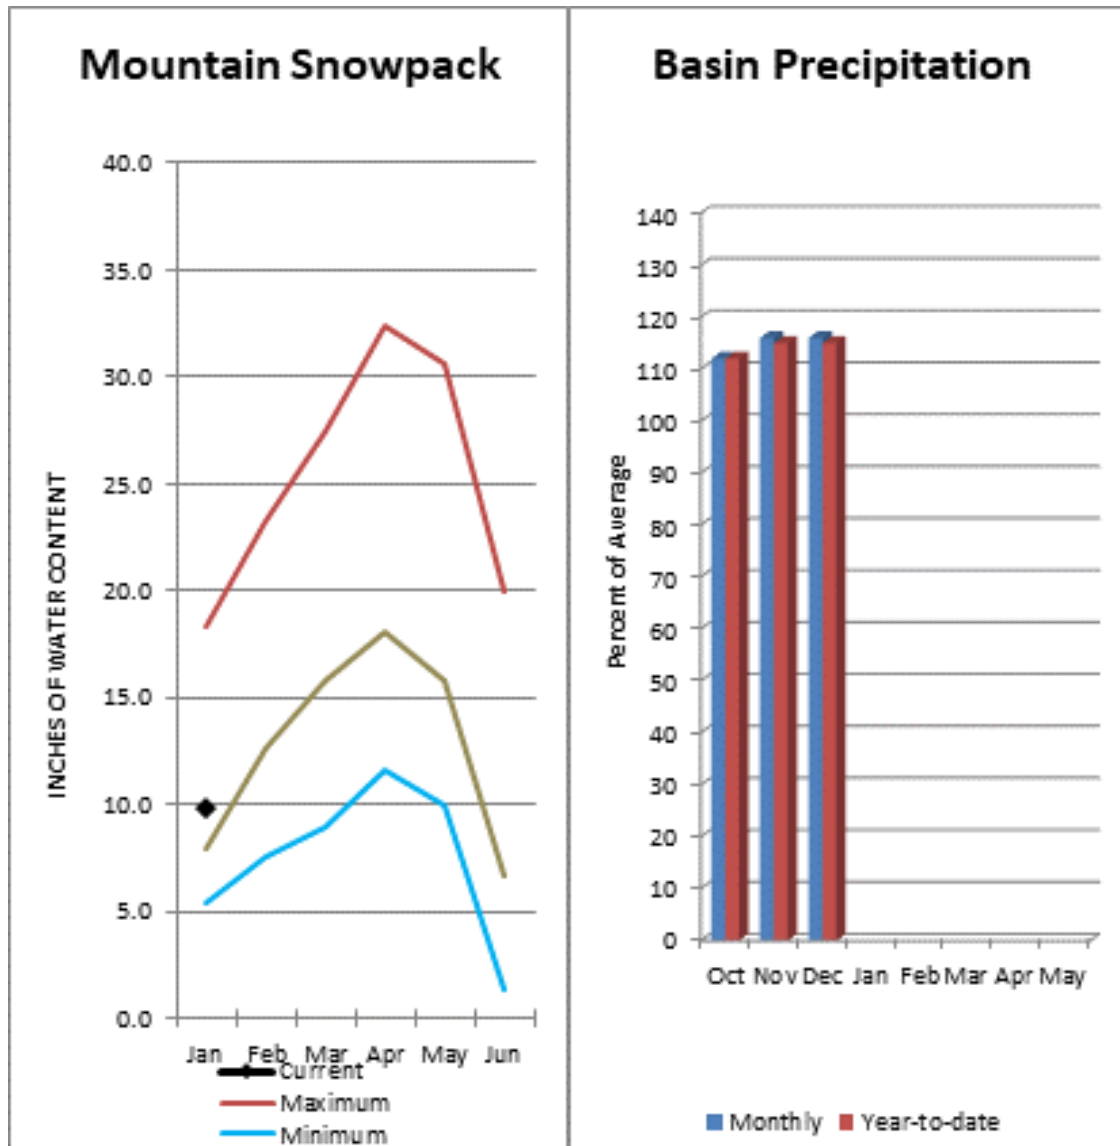 Mountain Snowpack
40.0
35.0
30.0
25.0
20.0
15.0
10.0
5.0
0.0
INCHES OF WATER CONTENT
Jan Feb Mar Apr May Jun
Current
Maximum
Minimum
Basin Precipitation
140
130
120
110
100
90
80
70
60
50
40
30
20
10
0
Percent of Average
Oct Nov Dec Jan Feb Mar Apr May
Monthly Year-to-date